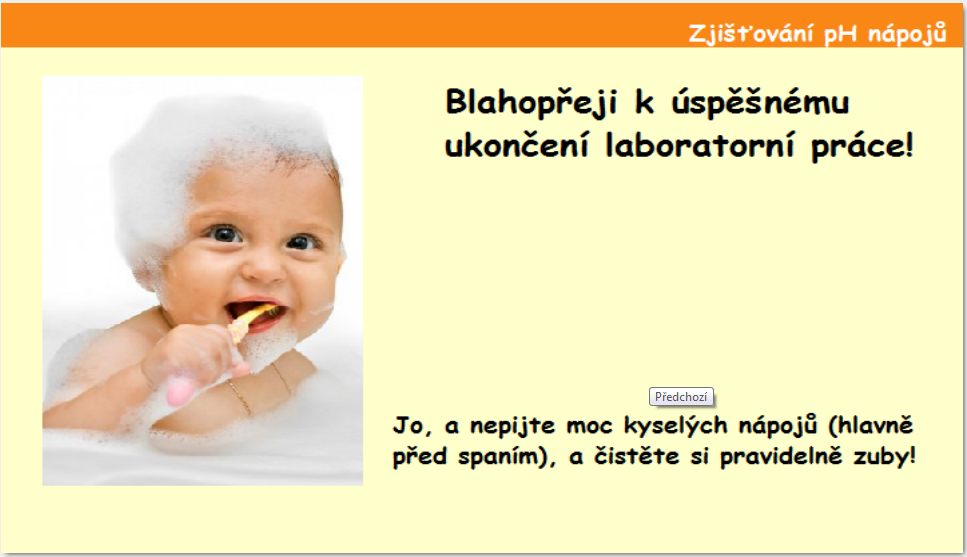 Zjišťování pH nápojů
Blahopřeji k úspěšnému
ukončení laboratorní práce!
Předchozí
Jo, a nepijte moc kyselých nápojů (hlavně
před spaním), a čistěte si pravidelně zuby!